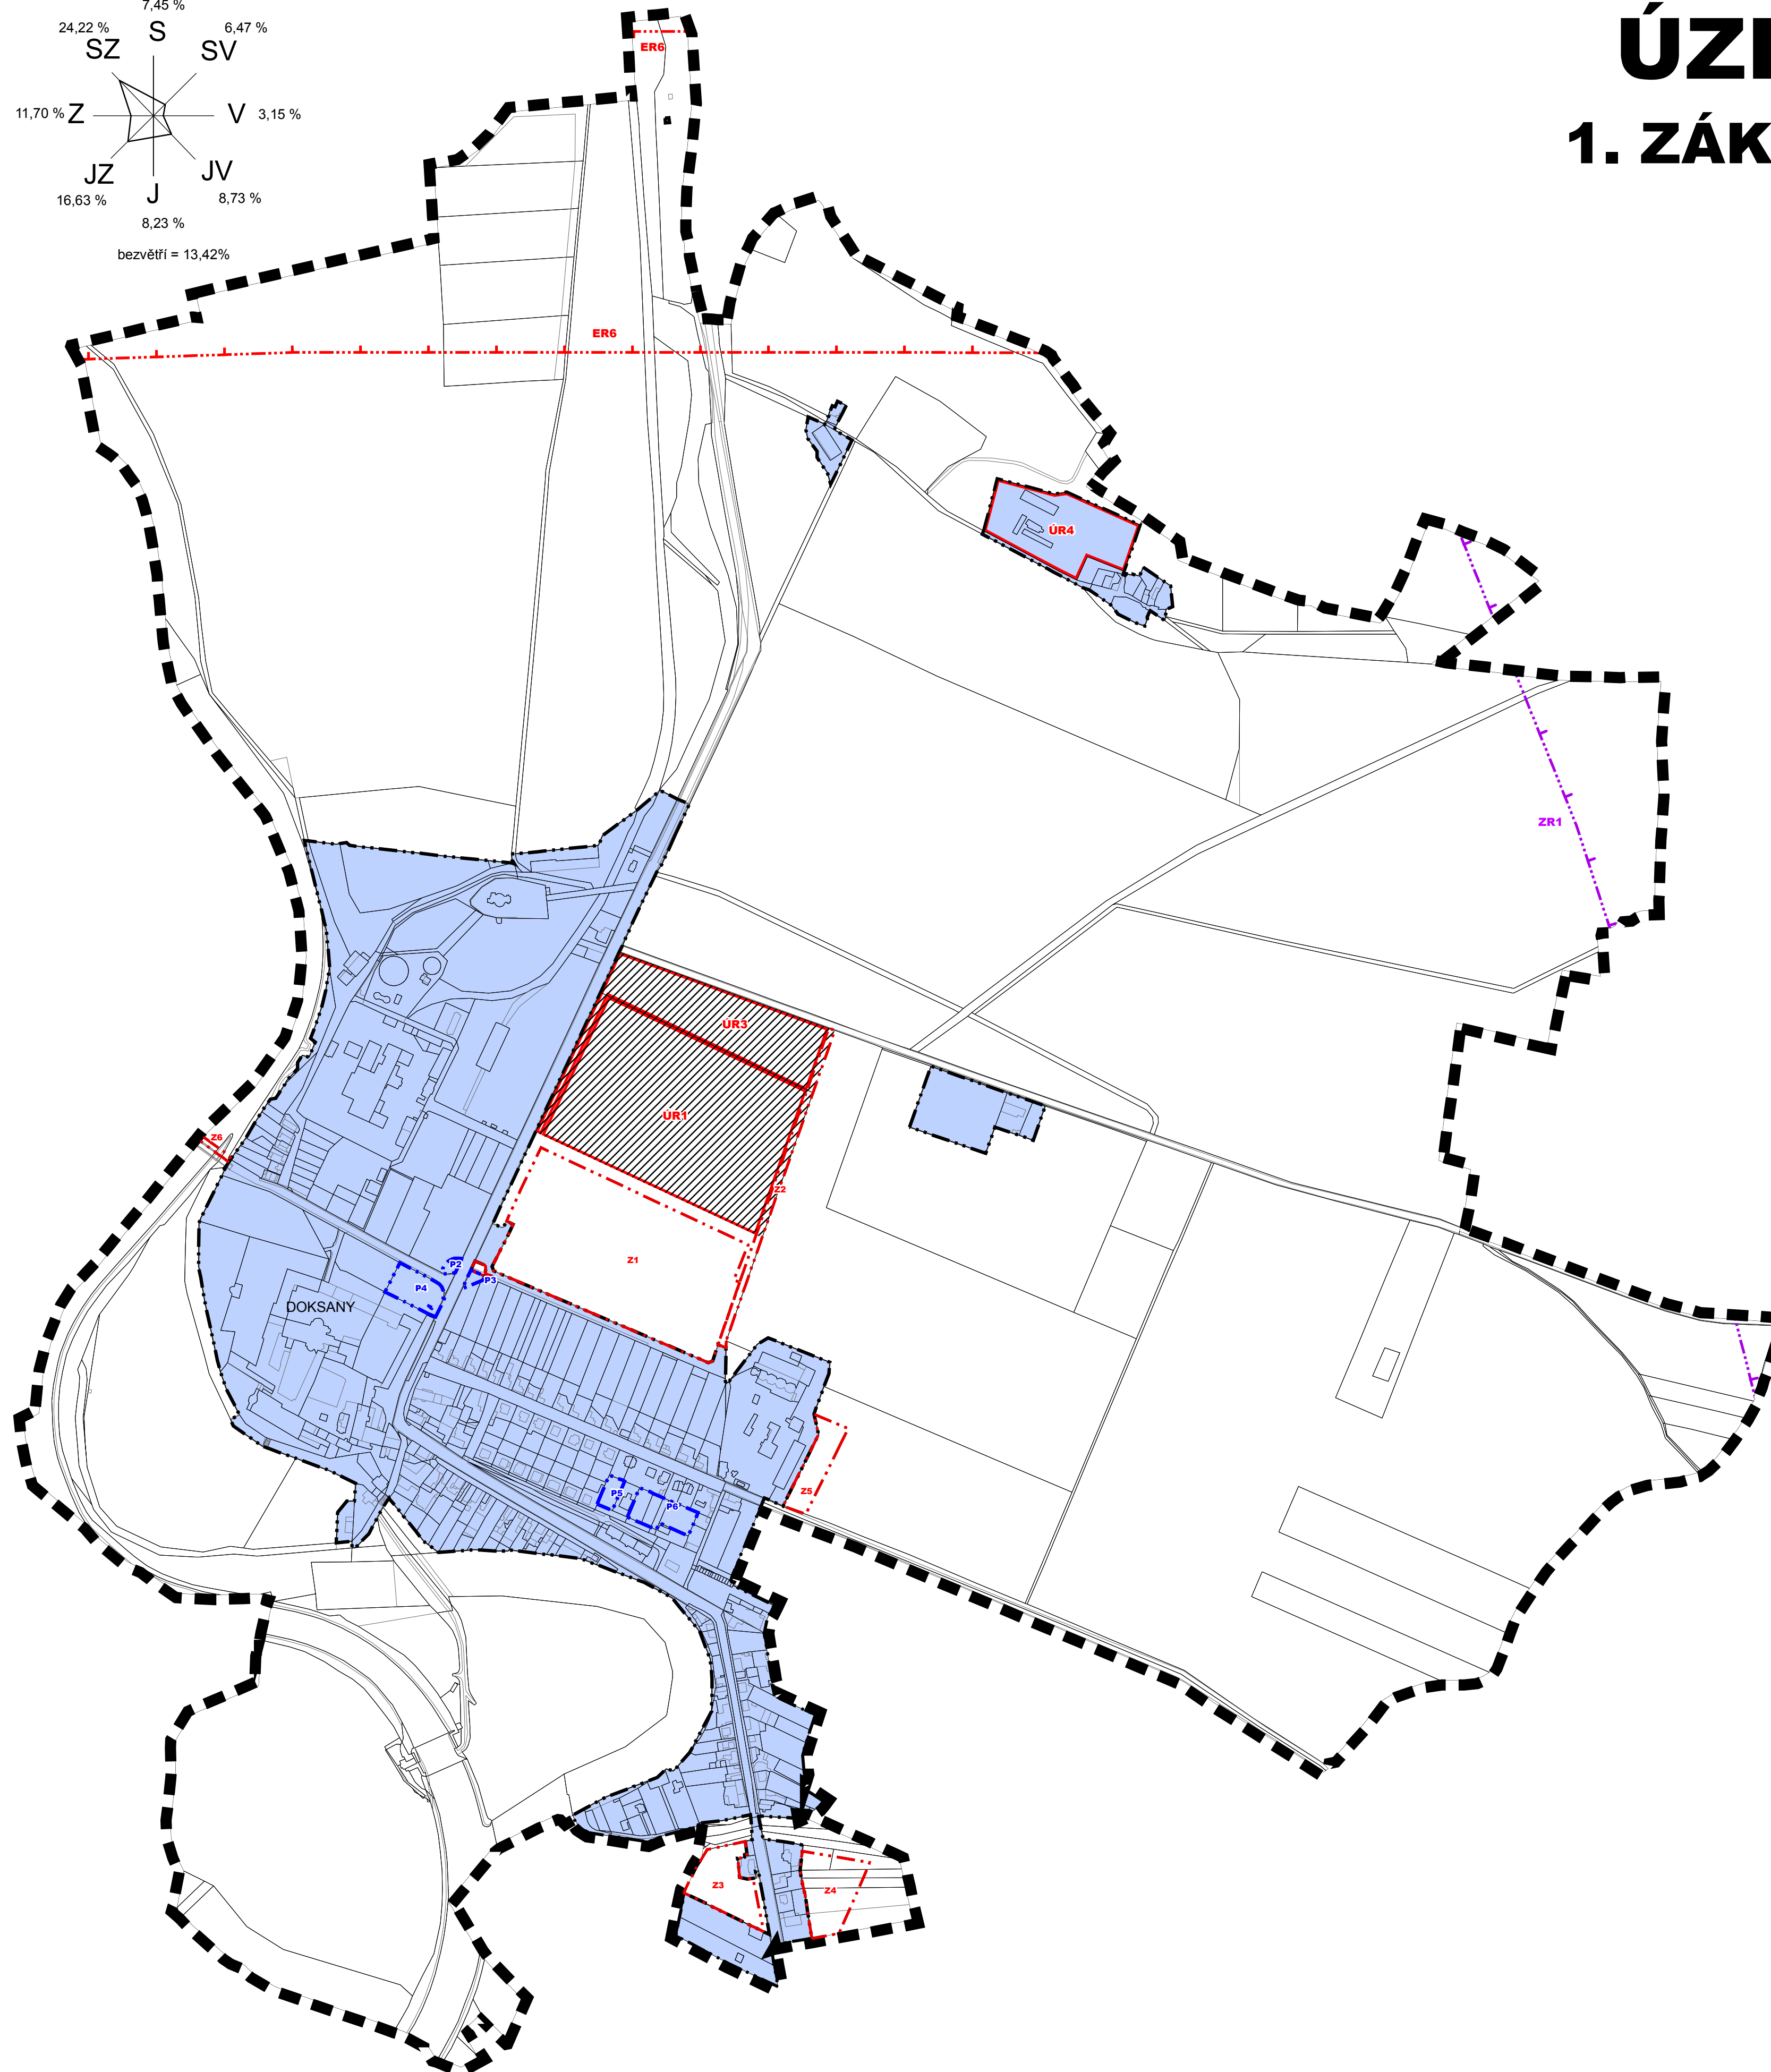 7,45 %
24,22 %
S
6,47 %
SZ
SV
11,70 %
Z
V
3,15 %
JZ
JV
16,63 %
J
8,73 %
8,23 %
bezvětří = 13,42%
1. ZÁK
ER6
ER6
ÚR4
ZR1
ÚR3
ÚR1
Z6
Z2
Z1
P2
P3
P4
DOKSANY
P5
P6
Z5
Z3
Z4